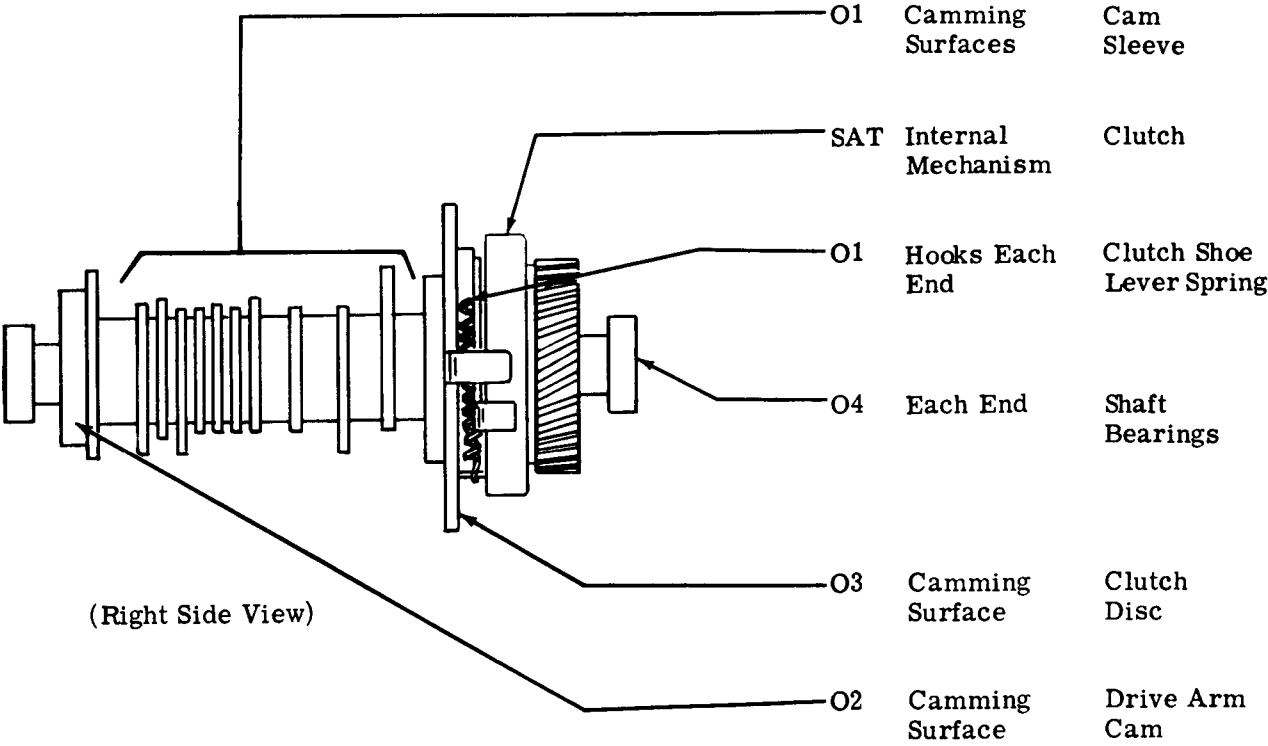 O1 Camming Cam
Surfaces Sleeve
SAT Internal Clutch
Mechanism
O1 Hooks Each Clutch Shoe
End Lever Spring
O4 Each End Shaft
Bearings
O3 Camming Clutch
Surface Disc
(Right Side View)
O2 Camming Drive Arm
Surface Cam